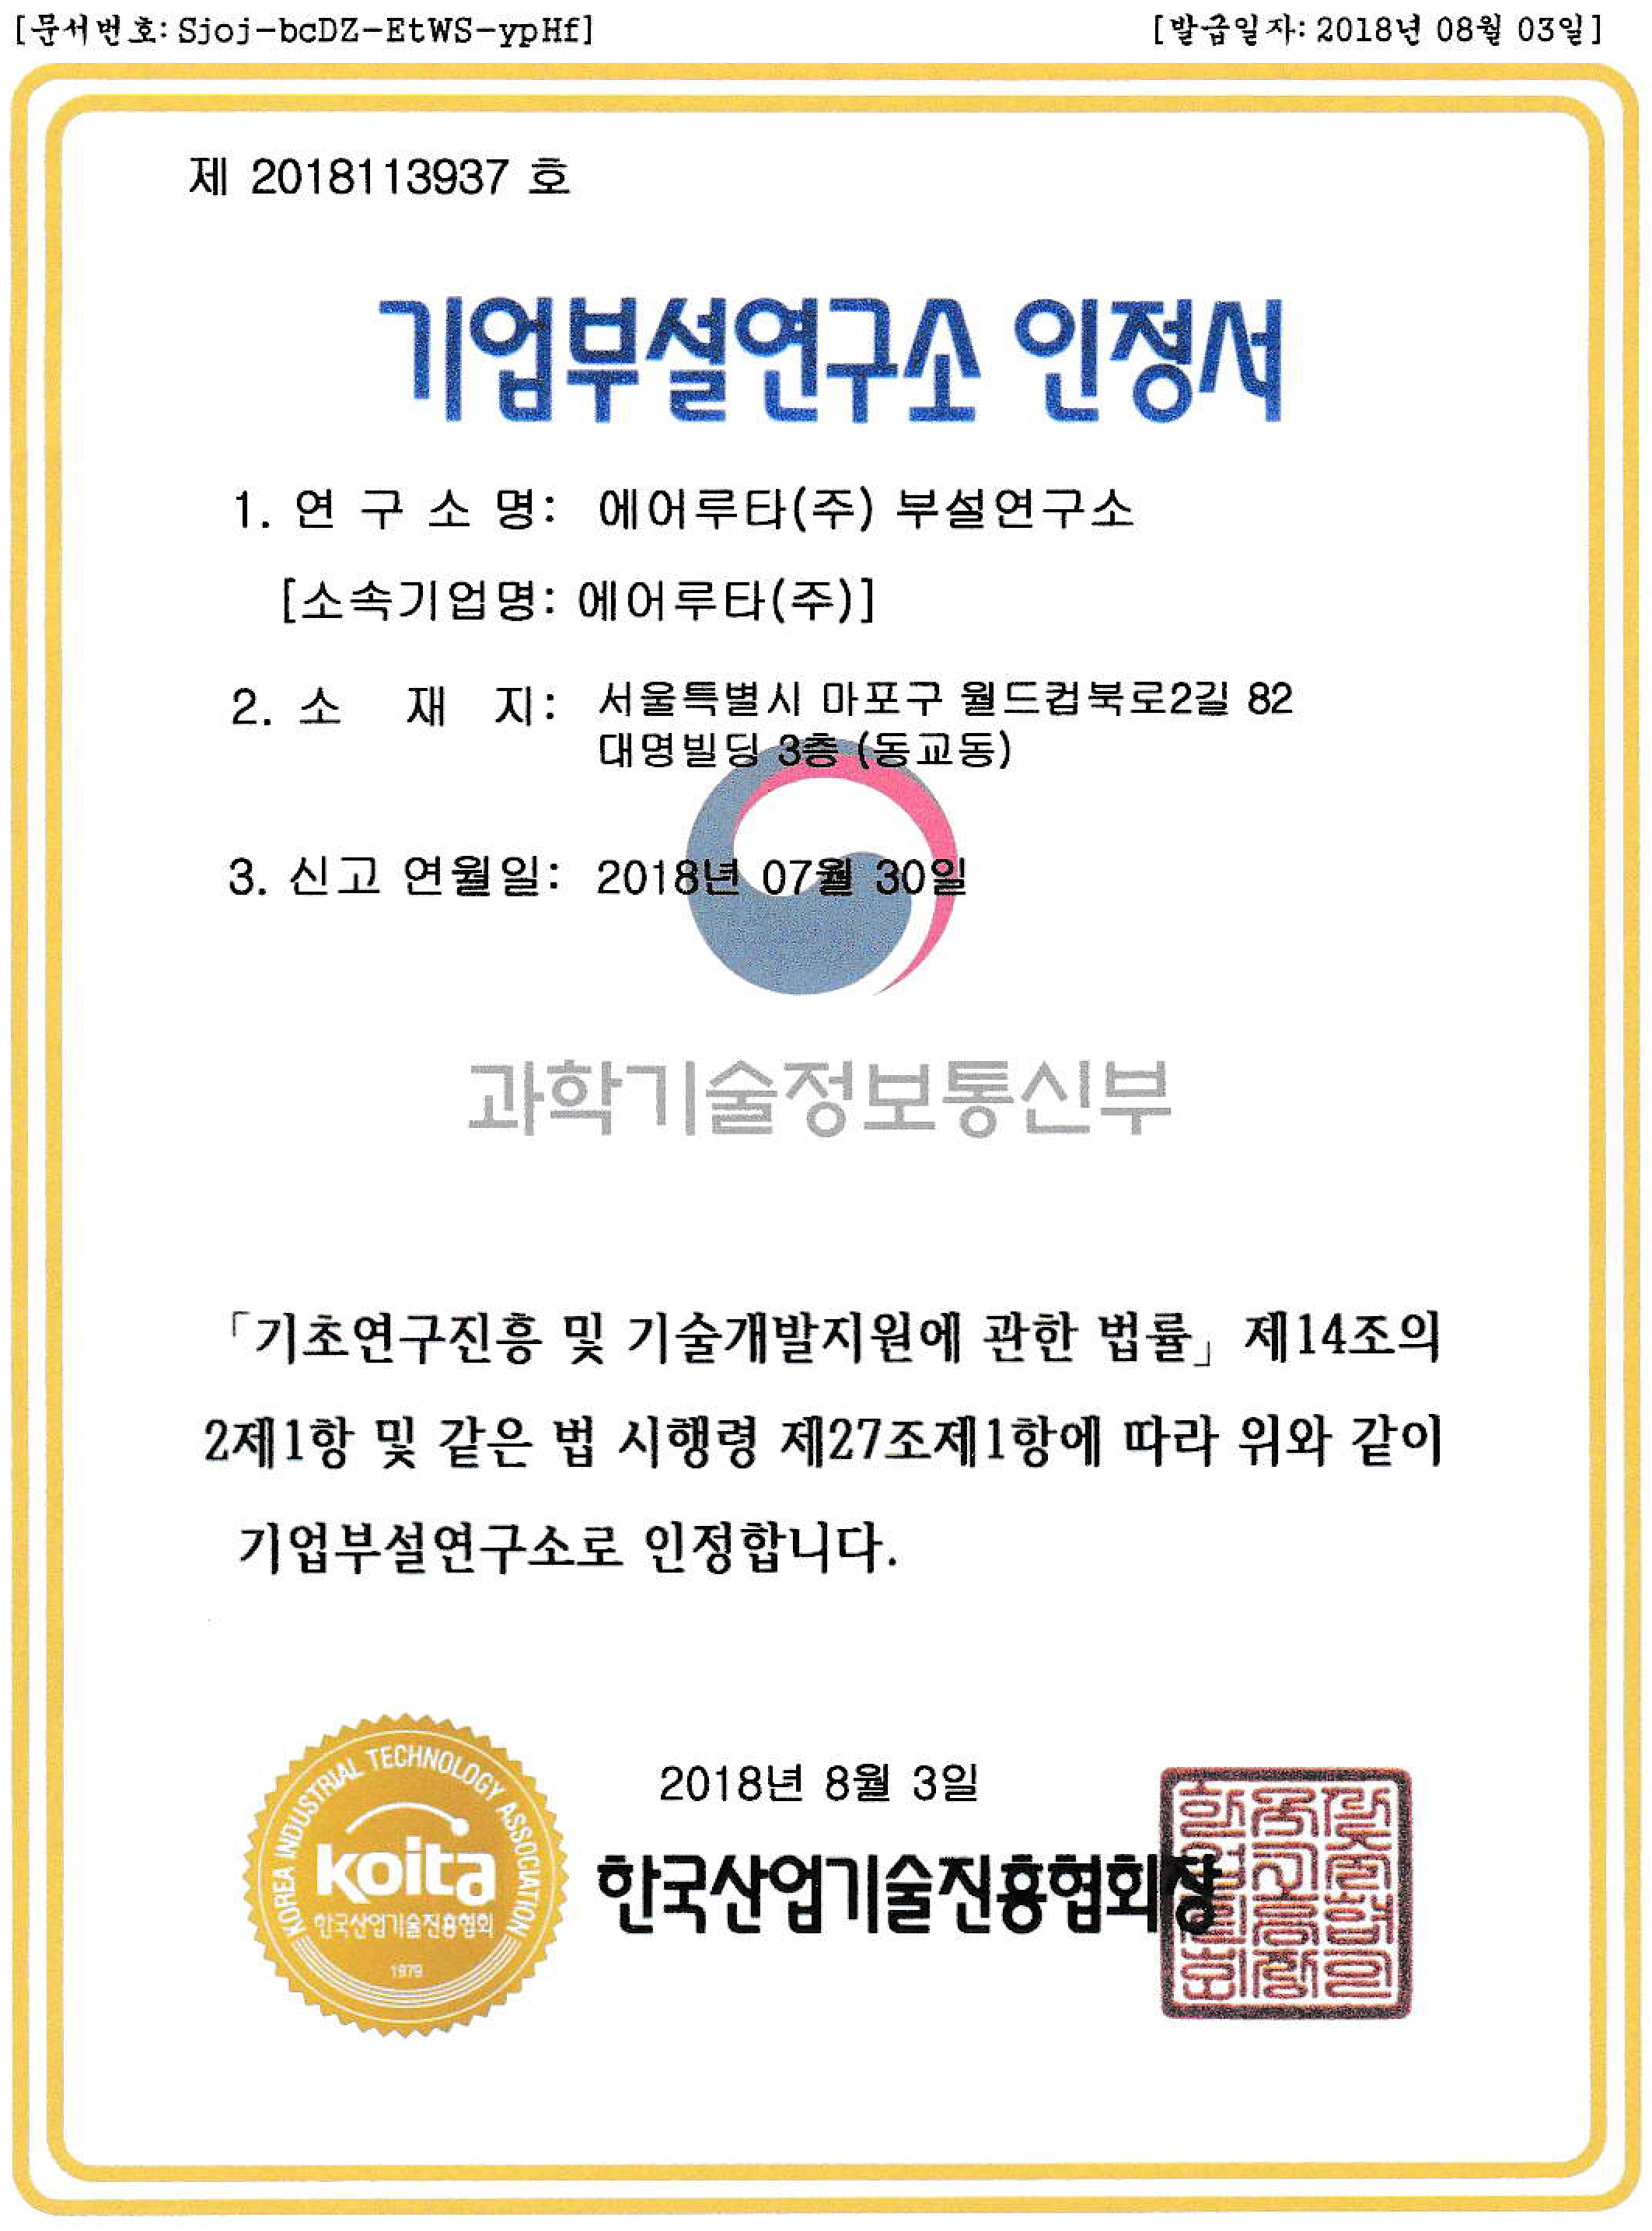 [문서번호: Sjoj-bcDZ-EtWS-ypHf]
[발급일자: 2018년 08월 03일]
제 2018113937 호
기업부설연구소 인정서
1. 연 구 소 명: 에어루타(주) 부설연구소
[소속기업명: 에어루타(주)]
2. 소 재 지: 서울특별시 마포구 월드컵북로2길 82
대명빌딩 3층 (동교동)
3. 신고 연월일: 2018년 07월 30일
과학기술정보통신부
「기초연구진흥 및 기술개발지원에 관한 법률」 제14조의
2제1항 및 같은 법 시행령 제27조제1항에 따라 위와 같이
기업부설연구소로 인정합니다.
KOREA INDUSTRIAL TECHNOLOGY ASSOCIATION
koita
한국산업기술진흥협회
1979
2018년 8월 3일
한국산업기술진흥협회장